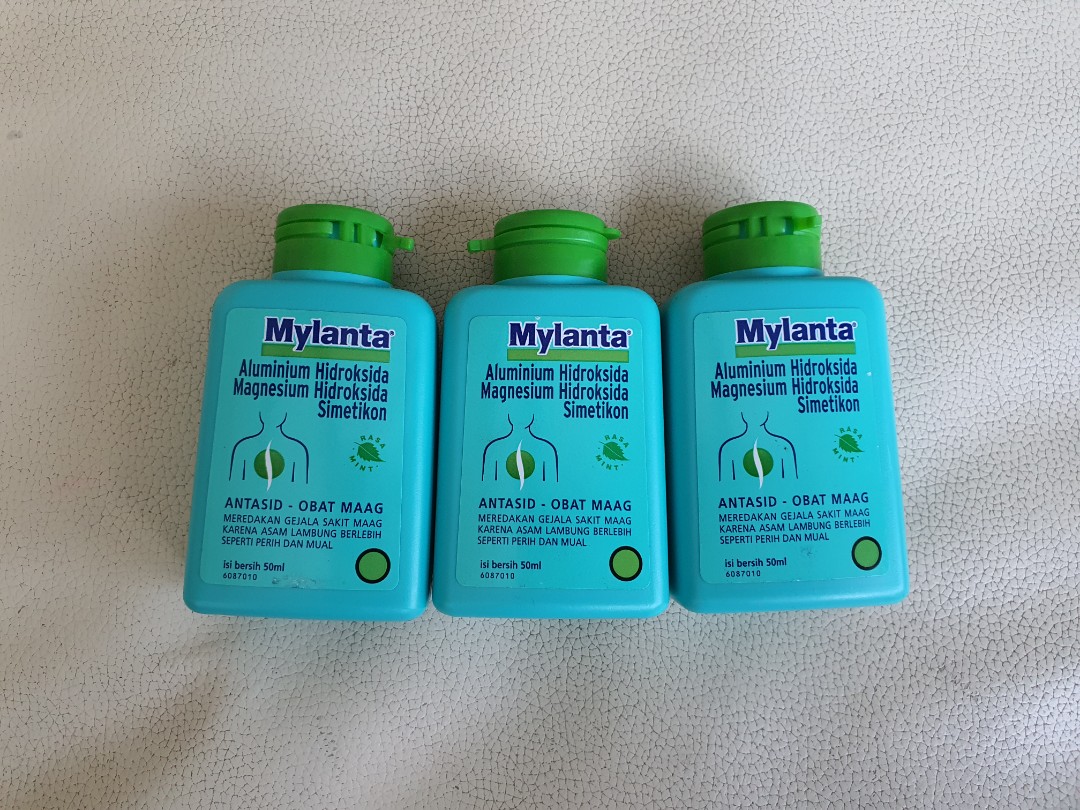 Mylanta®
Aluminium Hidroksida
Magnesium Hidroksida
Simetikon
RASA
MINT
ANTASID - OBAT MAAG
MEREDAKAN GEJALA SAKIT MAAG
KARENA ASAM LAMBUNG BERLEBIH
SEPERTI PERIH DAN MUAL
isi bersih 50ml
6087010
Mylanta®
Aluminium Hidroksida
Magnesium Hidroksida
Simetikon
RASA
MINT
ANTASID - OBAT MAAG
MEREDAKAN GEJALA SAKIT MAAG
KARENA ASAM LAMBUNG BERLEBIH
SEPERTI PERIH DAN MUAL
isi bersih 50ml
6087010
Mylanta®
Aluminium Hidroksida
Magnesium Hidroksida
Simetikon
RASA
MINT
ANTASID - OBAT MAAG
MEREDAKAN GEJALA SAKIT MAAG
KARENA ASAM LAMBUNG BERLEBIH
SEPERTI PERIH DAN MUAL
isi bersih 50ml
6087010